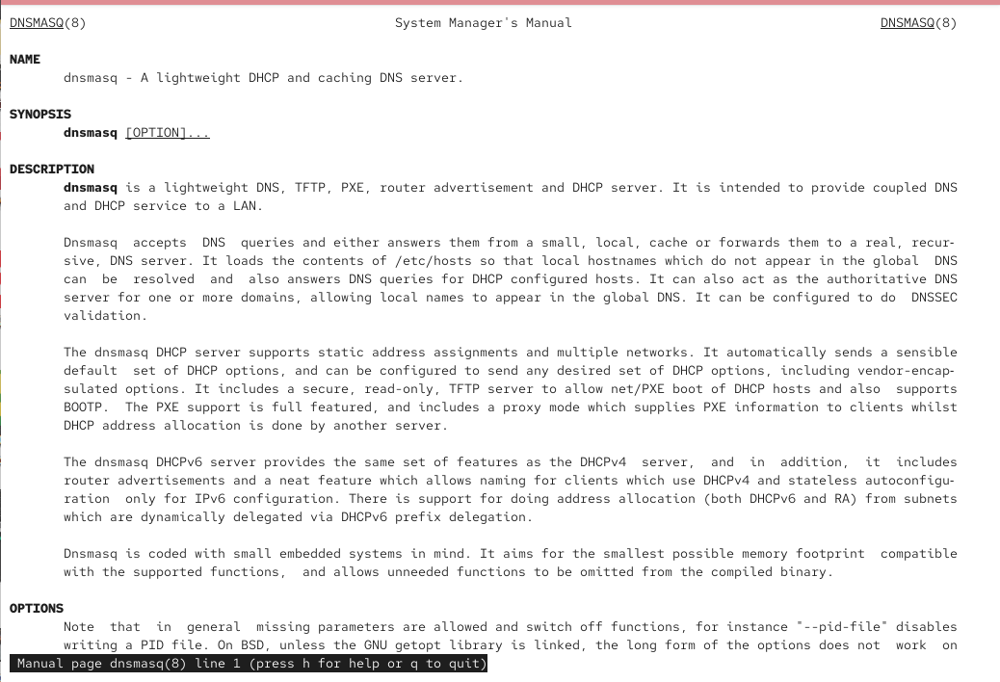 DNSMASQ(8) System Manager's Manual DNSMASQ(8)
NAME
dnsmasq - A lightweight DHCP and caching DNS server.
SYNOPSIS
dnsmasq [OPTION]...
DESCRIPTION
dnsmasq is a lightweight DNS, TFTP, PXE, router advertisement and DHCP server. It is intended to provide coupled DNS
and DHCP service to a LAN.
Dnsmasq accepts DNS queries and either answers them from a small, local, cache or forwards them to a real, recur-
sive, DNS server. It loads the contents of /etc/hosts so that local hostnames which do not appear in the global DNS
can be resolved and also answers DNS queries for DHCP configured hosts. It can also act as the authoritative DNS
server for one or more domains, allowing local names to appear in the global DNS. It can be configured to do DNSSEC
validation.
The dnsmasq DHCP server supports static address assignments and multiple networks. It automatically sends a sensible
default set of DHCP options, and can be configured to send any desired set of DHCP options, including vendor-encap-
sulated options. It includes a secure, read-only, TFTP server to allow net/PXE boot of DHCP hosts and also supports
BOOTP. The PXE support is full featured, and includes a proxy mode which supplies PXE information to clients whilst
DHCP address allocation is done by another server.
The dnsmasq DHCPv6 server provides the same set of features as the DHCPv4 server, and in addition, it includes
router advertisements and a neat feature which allows naming for clients which use DHCPv4 and stateless autoconfigu-
ration only for IPv6 configuration. There is support for doing address allocation (both DHCPv6 and RA) from subnets
which are dynamically delegated via DHCPv6 prefix delegation.
Dnsmasq is coded with small embedded systems in mind. It aims for the smallest possible memory footprint compatible
with the supported functions, and allows unneeded functions to be omitted from the compiled binary.
OPTIONS
Note that in general missing parameters are allowed and switch off functions, for instance "--pid-file" disables
writing a PID file. On BSD, unless the GNU getopt library is linked, the long form of the options does not work on
Manual page dnsmasq(8) line 1 (press h for help or q to quit)